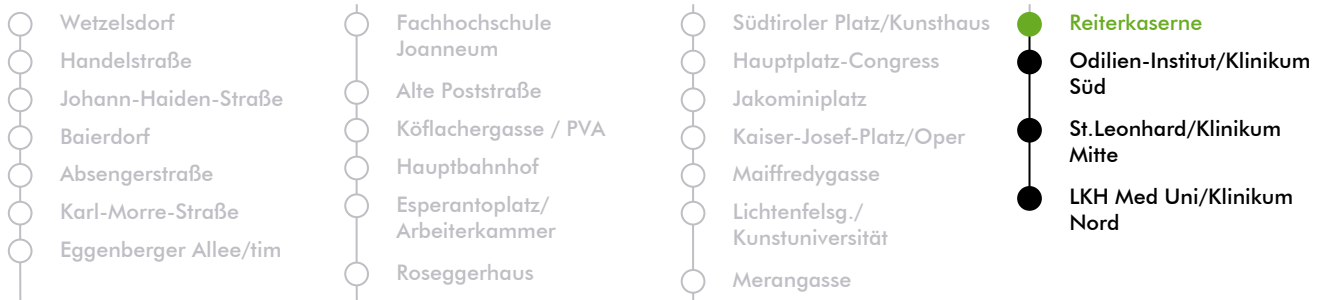 Wetzelsdorf
Handelstraße
Johann-Haiden-Straße
Baierdorf
Absengerstraße
Karl-Morre-Straße
Eggenberger Allee/tim
Fachhochschule
Joanneum
Alte Poststraße
Köflachergasse / PVA
Hauptbahnhof
Esperantoplatz/
Arbeiterkammer
Roseggerhaus
Südtiroler Platz/Kunsthaus
Hauptplatz-Congress
Jakominiplatz
Kaiser-Josef-Platz/Oper
Maiffredygasse
Lichtenfelsg./
Kunstuniversität
Merangasse
Reiterkaserne
Odilien-Institut/Klinikum
Süd
St.Leonhard/Klinikum
Mitte
LKH Med Uni/Klinikum
Nord